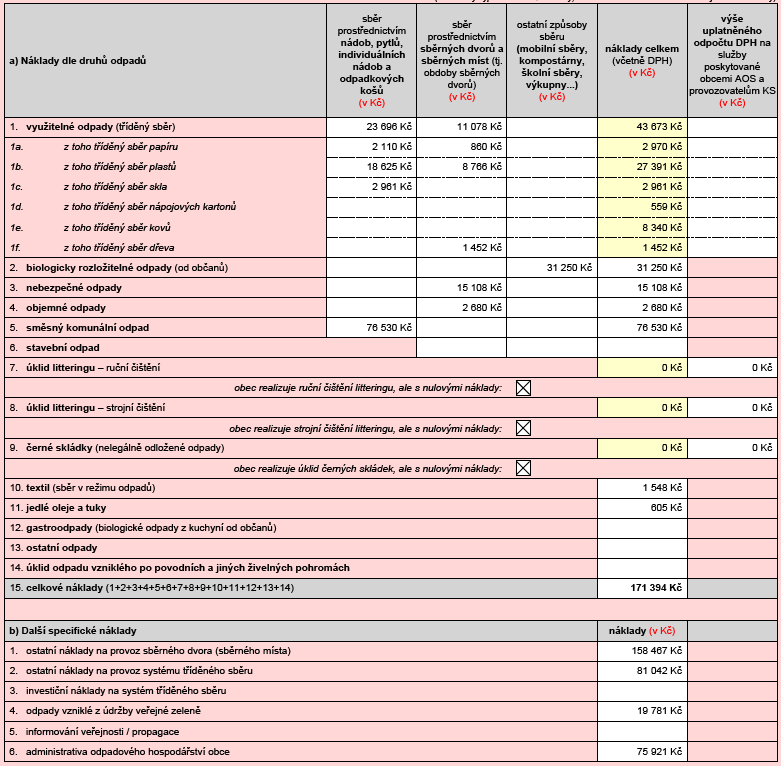 a) Náklady dle druhů odpadů
sběr prostřednictvím nádob, pytlů, individuálních nádob a odpadkových košů (v Kč)
sběr prostřednictvím sběrných dvorů a sběrných míst (tj. obdoby sběrných dvorů) (v Kč)
ostatní způsoby sběru (mobilní sběry, kompostárny, školní sběry, výkupny...) (v Kč)
náklady celkem (včetně DPH) (v Kč)
výše uplatněného odpočtu DPH na služby poskytované obcemi AOS a provozovatelům KS (v Kč)
1. využitelné odpady (tříděný sběr) 23 696 Kč 11 078 Kč 43 673 Kč
1a. z toho tříděný sběr papíru 2 110 Kč 860 Kč 2 970 Kč
1b. z toho tříděný sběr plastů 18 625 Kč 8 766 Kč 27 391 Kč
1c. z toho tříděný sběr skla 2 961 Kč 2 961 Kč
1d. z toho tříděný sběr nápojových kartonů 559 Kč
1e. z toho tříděný sběr kovů 8 340 Kč
1f. z toho tříděný sběr dřeva 1 452 Kč 1 452 Kč
2. biologicky rozložitelné odpady (od občanů) 31 250 Kč 31 250 Kč
3. nebezpečné odpady 15 108 Kč 15 108 Kč
4. objemné odpady 2 680 Kč 2 680 Kč
5. směsný komunální odpad 76 530 Kč 76 530 Kč
6. stavební odpad
7. úklid litteringu – ruční čištění 0 Kč 0 Kč
obec realizuje ruční čištění litteringu, ale s nulovými náklady:
8. úklid litteringu – strojní čištění 0 Kč 0 Kč
obec realizuje strojní čištění litteringu, ale s nulovými náklady:
9. černé skládky (nelegálně odložené odpady) 0 Kč 0 Kč
obec realizuje úklid černých skládek, ale s nulovými náklady:
10. textil (sběr v režimu odpadů) 1 548 Kč
11. jedlé oleje a tuky 605 Kč
12. gastroodpady (biologické odpady z kuchyní od občanů)
13. ostatní odpady
14. úklid odpadu vzniklého po povodních a jiných živelných pohromách
15. celkové náklady (1+2+3+4+5+6+7+8+9+10+11+12+13+14) 171 394 Kč
b) Další specifické náklady náklady (v Kč)
1. ostatní náklady na provoz sběrného dvora (sběrného místa) 158 467 Kč
2. ostatní náklady na provoz systému tříděného sběru 81 042 Kč
3. investiční náklady na systém tříděného sběru
4. odpady vzniklé z údržby veřejné zeleně 19 781 Kč
5. informování veřejnosti / propagace
6. administrativa odpadového hospodářství obce 75 921 Kč